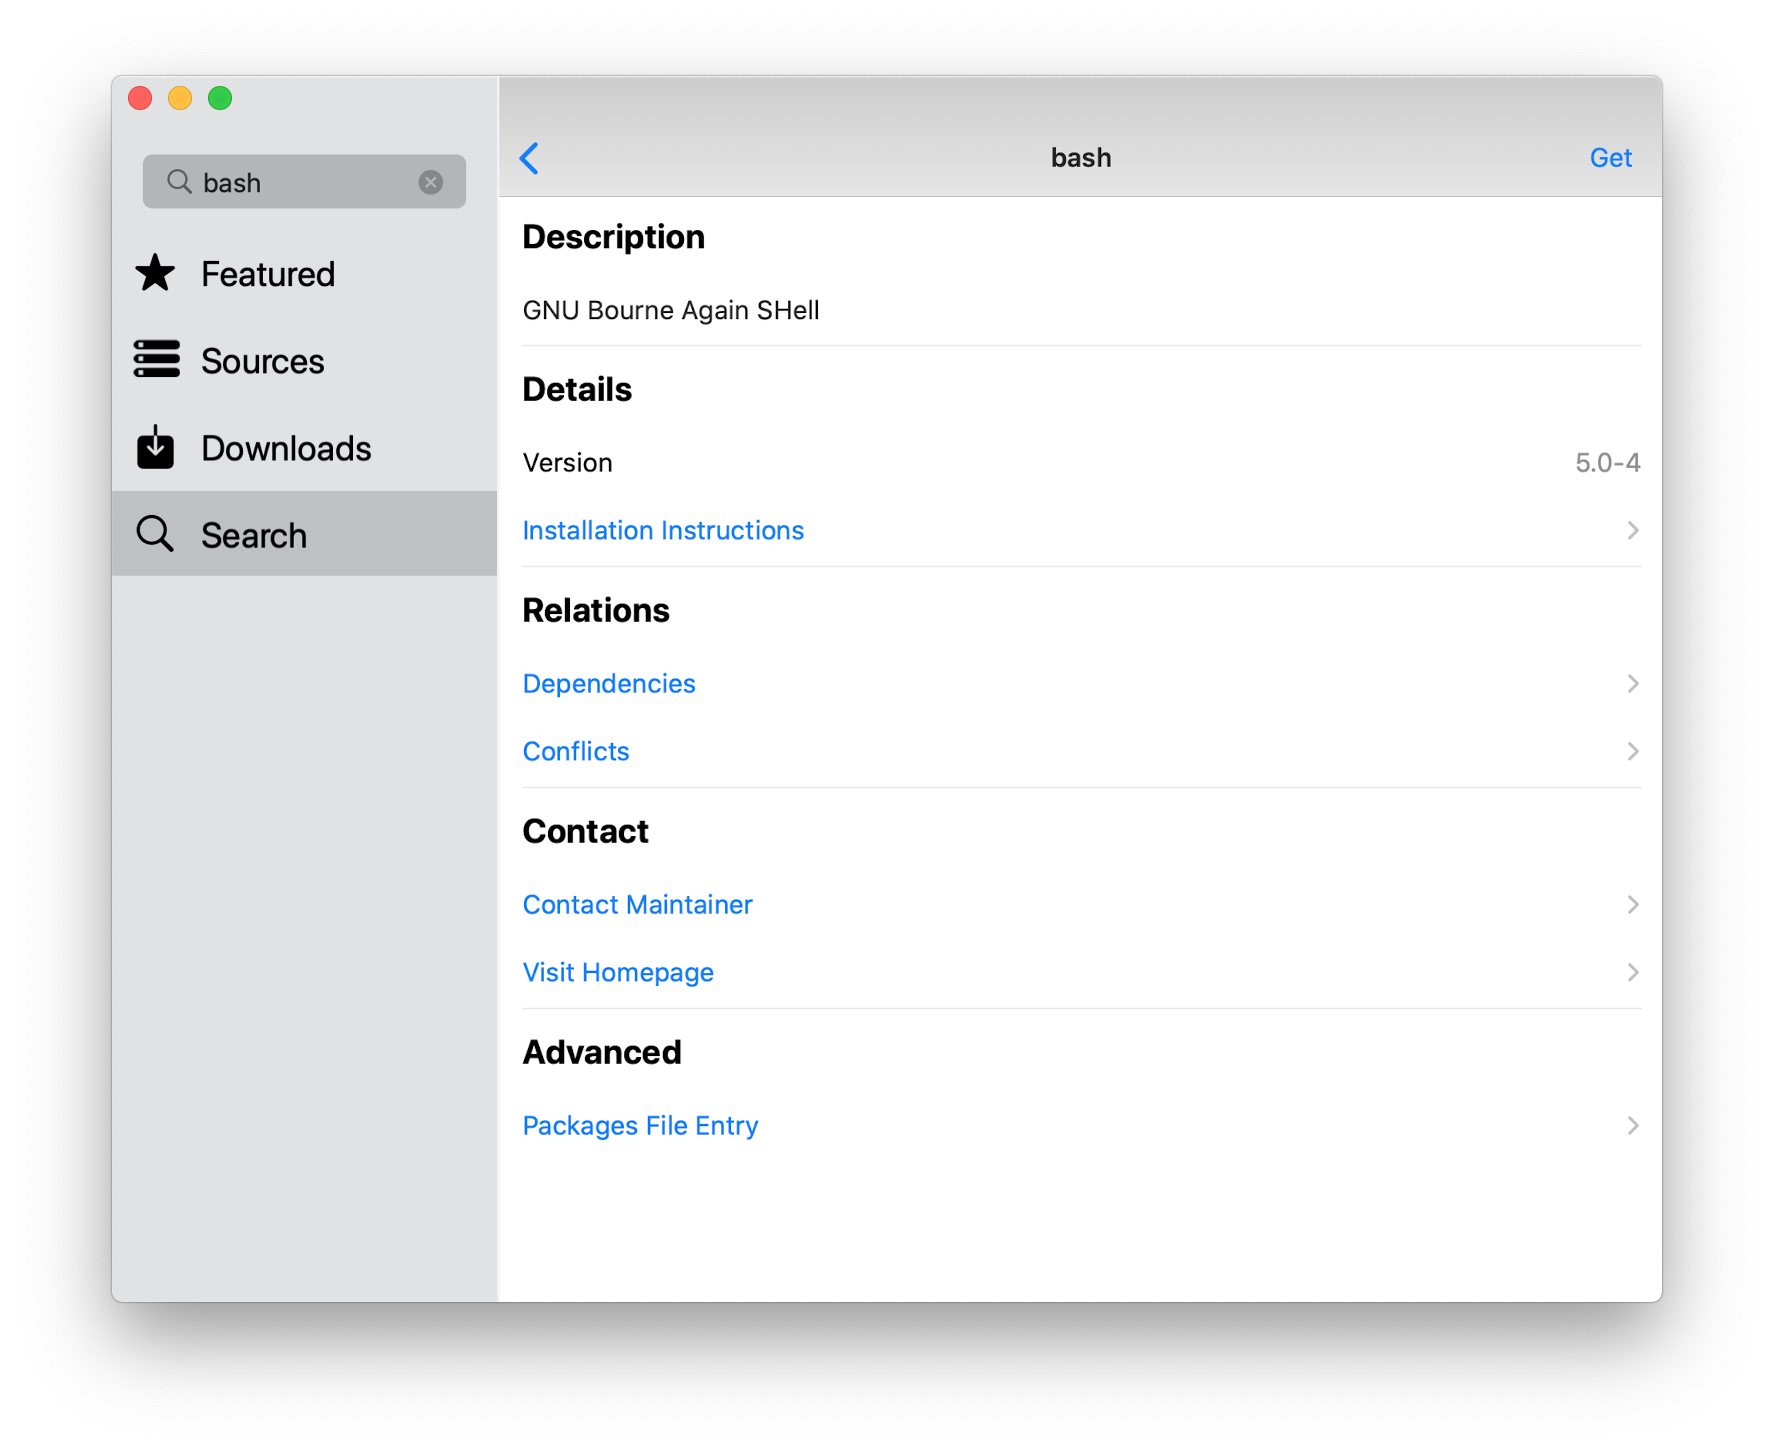 bash
Featured
Sources
Downloads
Search
bash
Get
Description
GNU Bourne Again SHell
Details
Version 5.0-4
Installation Instructions
Relations
Dependencies
Conflicts
Contact
Contact Maintainer
Visit Homepage
Advanced
Packages File Entry